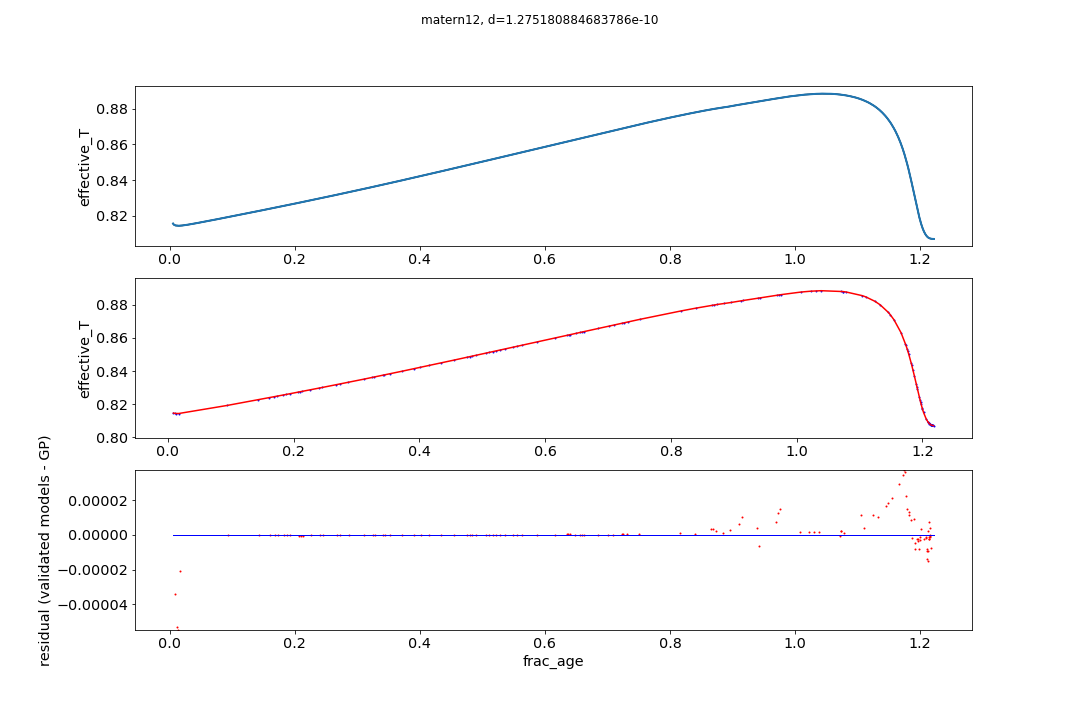 matern12, d=1.275180884683786e-10
effective_T
0.88
0.86
0.84
0.82
0.0 0.2 0.4 0.6 0.8 1.0 1.2
effective_T
0.88
0.86
0.84
0.82
0.80
0.0 0.2 0.4 0.6 0.8 1.0 1.2
residual (validated models - GP)
0.00002
0.00000
−0.00002
−0.00004
0.0 0.2 0.4 0.6 0.8 1.0 1.2
frac_age